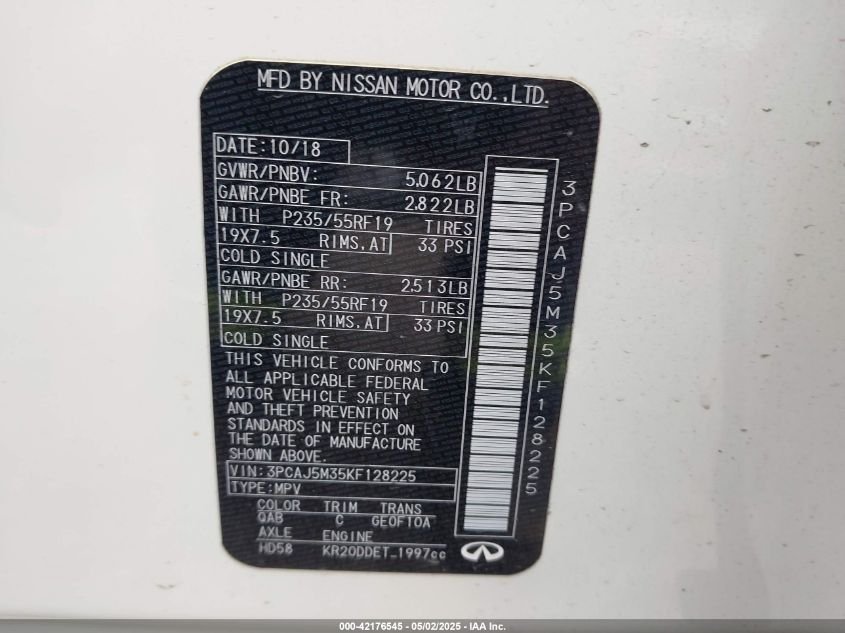 MFD BY NISSAN MOTOR CO.,LTD.
DATE:10/18
GVWR/PNBV: 5.062LB
GAWR/PNBE FR: 2.822LB
WITH P235/55RF19 TIRES
19X7.5 RIMS.AT 33 PSI
COLD SINGLE
GAWR/PNBE RR: 2.513LB
WITH P235/55RF19 TIRES
19X7.5 RIMS.AT 33 PSI
COLD SINGLE
THIS VEHICLE CONFORMS TO
ALL APPLICABLE FEDERAL
MOTOR VEHICLE SAFETY
AND THEFT PREVENTION
STANDARDS IN EFFECT ON
THE DATE OF MANUFACTURE
SHOWN ABOVE.
VIN:3PCAJ5M35KF128225
TYPE:MPV
COLOR TRIM TRANS
QAB C GEOF10A
AXLE ENGINE
HD58 KR20DDET_1997cc
3PCAJ5M35KF128225
000-42176545 - 05/02/2025 - IAA Inc.